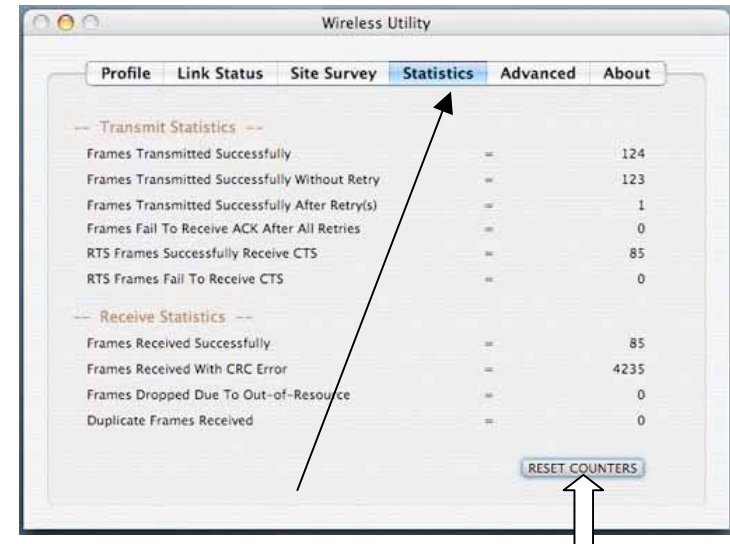 Wireless Utility
Profile Link Status Site Survey Statistics Advanced About
-- Transmit Statistics --
Frames Transmitted Successfully = 124
Frames Transmitted Successfully Without Retry = 123
Frames Transmitted Successfully After Retry(s) = 1
Frames Fail To Receive ACK After All Retries = 0
RTS Frames Successfully Receive CTS = 85
RTS Frames Fail To Receive CTS = 0
-- Receive Statistics --
Frames Received Successfully = 85
Frames Received With CRC Error = 4235
Frames Dropped Due To Out-of-Resource = 0
Duplicate Frames Received = 0
RESET COUNTERS